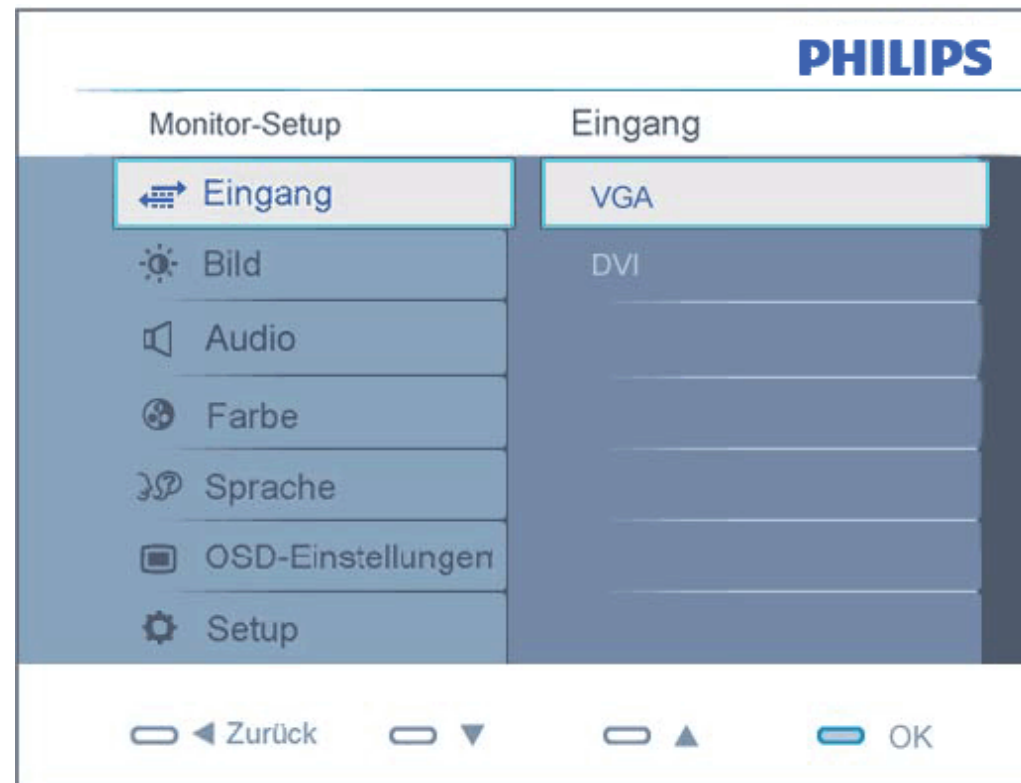 PHILIPS
Monitor-Setup Eingang
Eingang VGA
Bild DVI
Audio
Farbe
Sprache
OSD-Einstellungen
Setup
Zurück OK